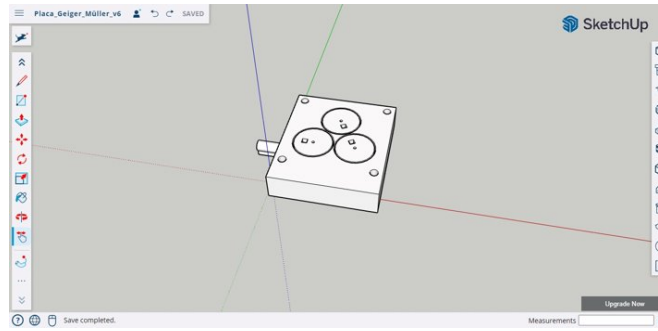 Placa_Geiger_Müller_v6 SAVED
SketchUp
Upgrade Now
Save completed. Measurements